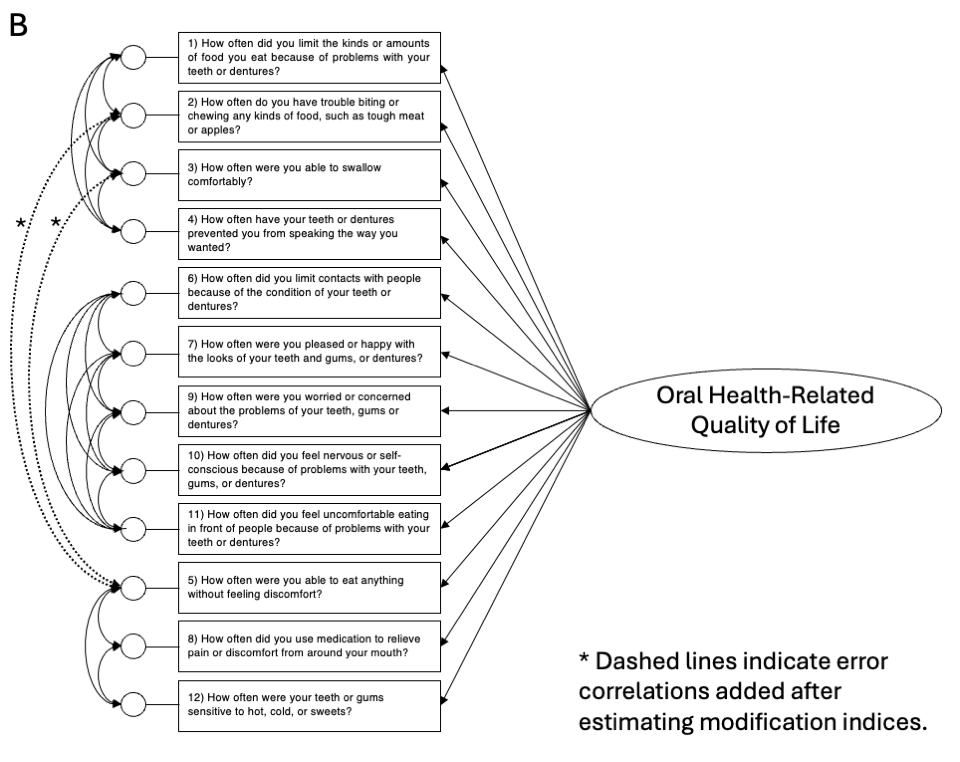 B
1) How often did you limit the kinds or amounts
of food you eat because of problems with your
teeth or dentures?
2) How often do you have trouble biting or
chewing any kinds of food, such as tough meat
or apples?
3) How often were you able to swallow
comfortably?
4) How often have your teeth or dentures
prevented you from speaking the way you
wanted?
6) How often did you limit contacts with people
because of the condition of your teeth or
dentures?
7) How often were you pleased or happy with
the looks of your teeth and gums, or dentures?
9) How often were you worried or concerned
about the problems of your teeth, gums or
dentures?
10) How often did you feel nervous or self-
conscious because of problems with your teeth,
gums, or dentures?
11) How often did you feel uncomfortable eating
in front of people because of problems with your
teeth or dentures?
5) How often were you able to eat anything
without feeling discomfort?
8) How often did you use medication to relieve
pain or discomfort from around your mouth?
12) How often were your teeth or gums
sensitive to hot, cold, or sweets?
* *
Oral Health-Related
Quality of Life
* Dashed lines indicate error
correlations added after
estimating modification indices.